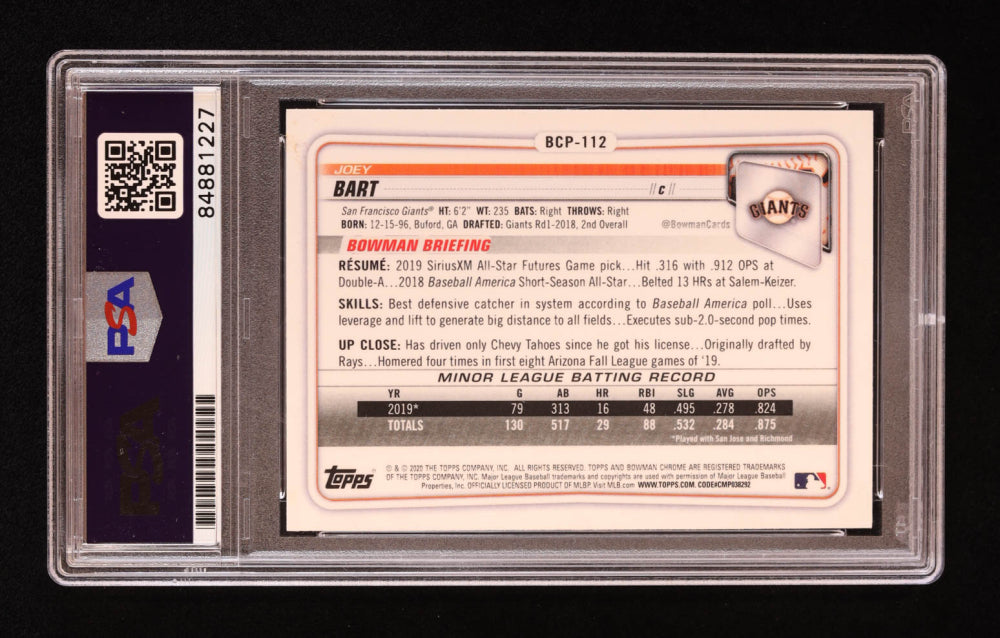 84881227
PSA
PSA
BCP-112
JOEY
BART
// C //
GIANTS
San Francisco Giants® HT: 6'2" WT: 235 BATS: Right THROWS: Right
BORN: 12-15-96, Buford, GA DRAFTED: Giants Rd1-2018, 2nd Overall
@BowmanCards
BOWMAN BRIEFING
RÉSUMÉ: 2019 SiriusXM All-Star Futures Game pick...Hit .316 with .912 OPS at
Double-A...2018 Baseball America Short-Season All-Star...Belted 13 HRs at Salem-Keizer.
SKILLS: Best defensive catcher in system according to Baseball America poll...Uses
leverage and lift to generate big distance to all fields...Executes sub-2.0-second pop times.
UP CLOSE: Has driven only Chevy Tahoes since he got his license...Originally drafted by
Rays...Homered four times in first eight Arizona Fall League games of '19.
MINOR LEAGUE BATTING RECORD
YR G AB HR RBI SLG AVG OPS
2019* 79 313 16 48 .495 .278 .824
TOTALS 130 517 29 88 .532 .284 .875
*Played with San Jose and Richmond
Topps
® & © 2020 THE TOPPS COMPANY, INC. ALL RIGHTS RESERVED. TOPPS AND BOWMAN CHROME ARE REGISTERED TRADEMARKS
OF THE TOPPS COMPANY, INC. Major League Baseball trademarks and copyrights are used with permission of Major League Baseball
Properties, Inc. OFFICIALLY LICENSED PRODUCT OF MLBP. Visit MLB.com WWW.TOPPS.COM. CODE#CMP038292